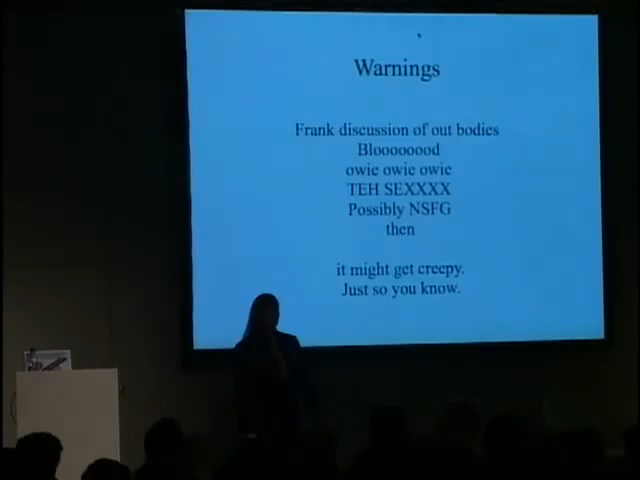 Warnings
Frank discussion of out bodies
Bloooooood
owie owie owie
TEH SEXXXX
Possibly NSFG
then
it might get creepy.
Just so you know.